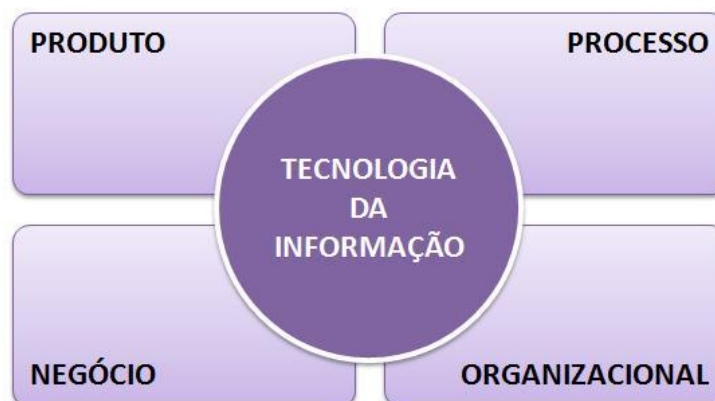 PRODUTO
PROCESSO
TECNOLOGIA
DA
INFORMAÇÃO
NEGÓCIO
ORGANIZACIONAL